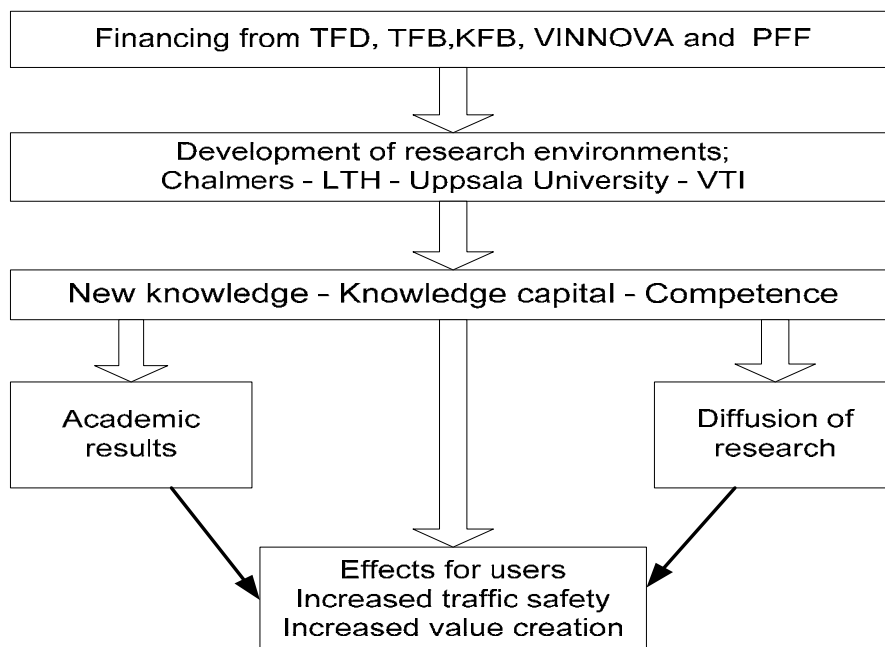 Financing from TFD, TFB,KFB, VINNOVA and PFF
Development of research environments;
Chalmers - LTH - Uppsala University - VTI
New knowledge - Knowledge capital - Competence
Academic
results
Diffusion of
research
Effects for users
Increased traffic safety
Increased value creation